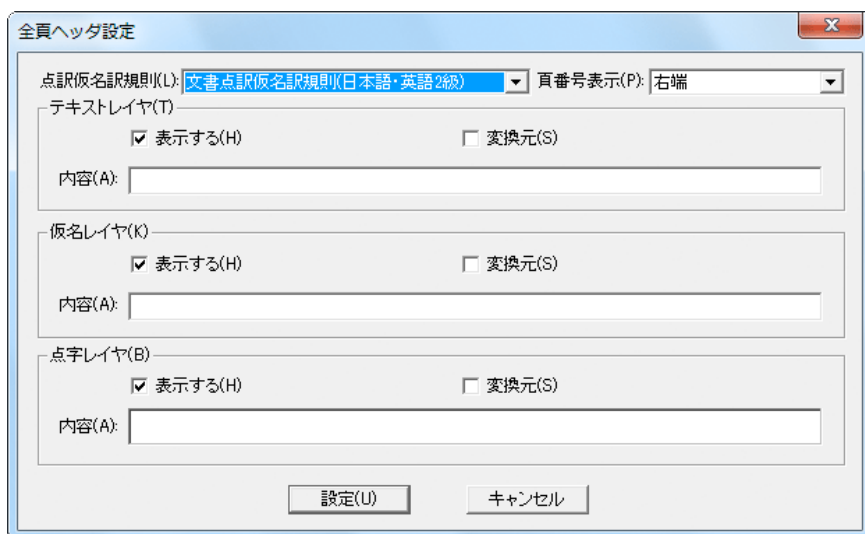 全頁ヘッダ設定
点訳仮名訳規則(L): 文書点訳仮名訳規則(日本語・英語2級) 頁番号表示(P): 右端
テキストレイヤ(T)
表示する(H) 変換元(S)
内容(A):
仮名レイヤ(K)
表示する(H) 変換元(S)
内容(A):
点字レイヤ(B)
表示する(H) 変換元(S)
内容(A):
設定(U) キャンセル